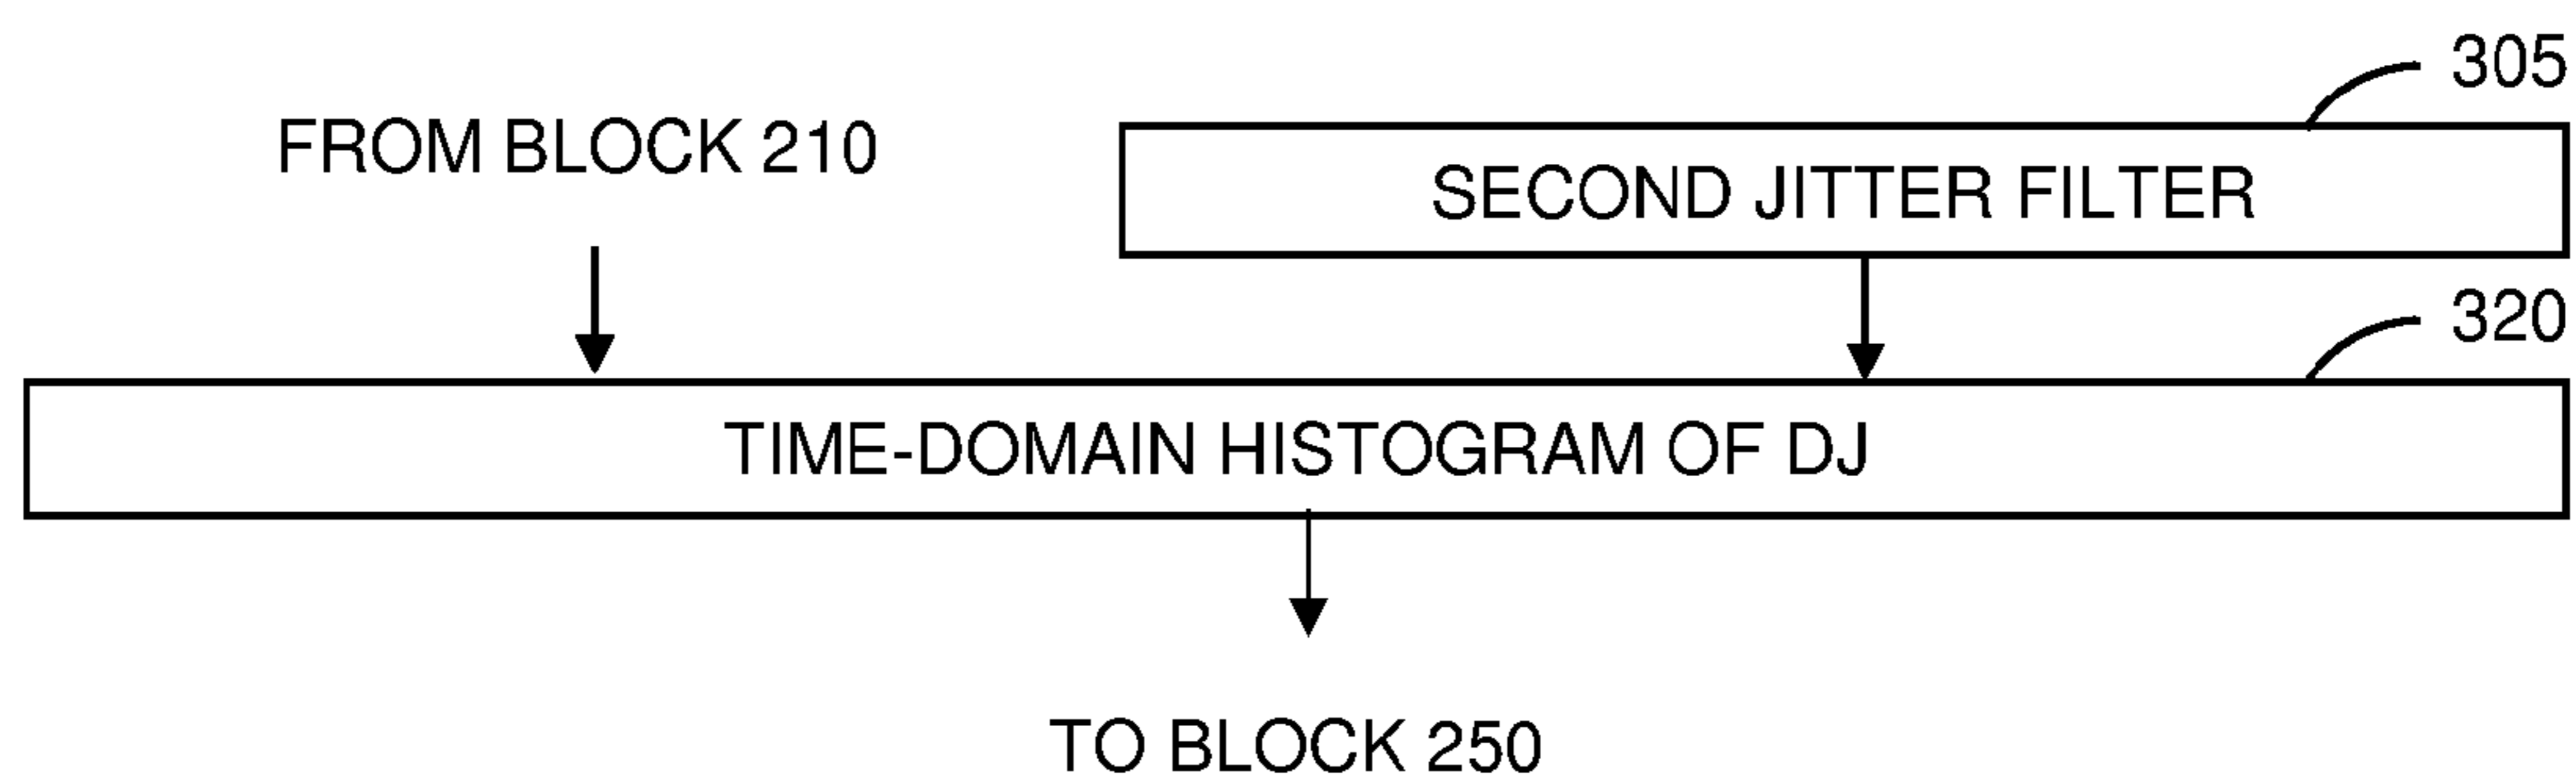 305
FROM BLOCK 210
SECOND JITTER FILTER
320
TIME-DOMAIN HISTOGRAM OF DJ
TO BLOCK 250